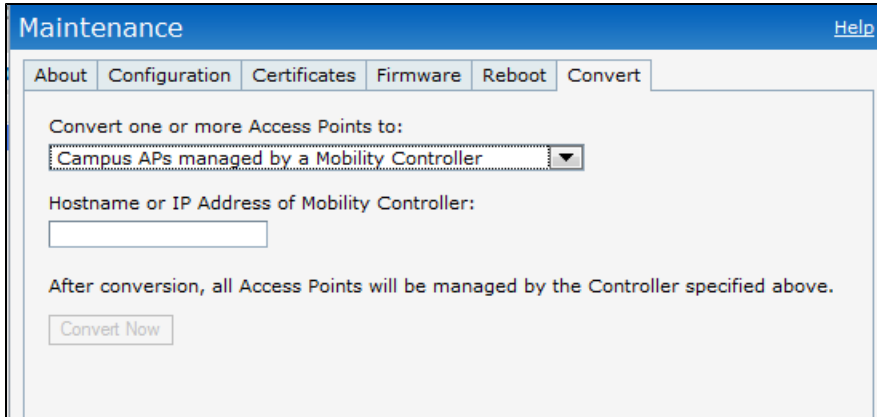 Maintenance Help
About Configuration Certificates Firmware Reboot Convert
Convert one or more Access Points to:
Campus APs managed by a Mobility Controller
Hostname or IP Address of Mobility Controller:
After conversion, all Access Points will be managed by the Controller specified above.
Convert Now